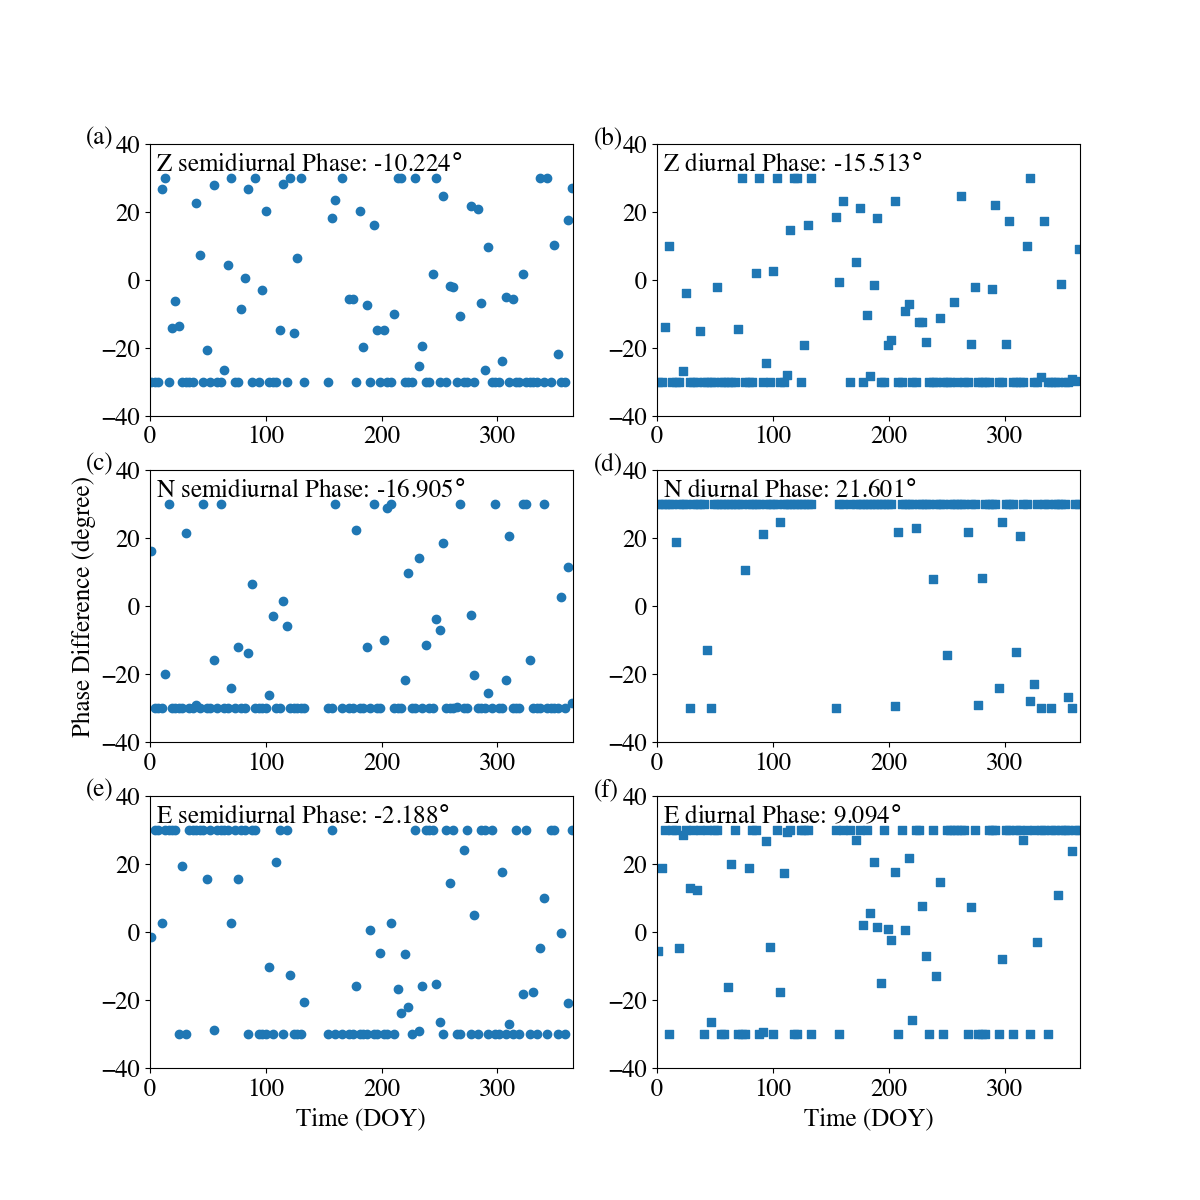 (a)
Z semidiurnal Phase: -10.224°
40
20
0
−20
−40
0 100 200 300
(b)
Z diurnal Phase: -15.513°
40
20
0
−20
−40
0 100 200 300
(c)
N semidiurnal Phase: -16.905°
40
20
0
−20
−40
0 100 200 300
Phase Difference (degree)
(d)
N diurnal Phase: 21.601°
40
20
0
−20
−40
0 100 200 300
(e)
E semidiurnal Phase: -2.188°
40
20
0
−20
−40
0 100 200 300
Time (DOY)
(f)
E diurnal Phase: 9.094°
40
20
0
−20
−40
0 100 200 300
Time (DOY)